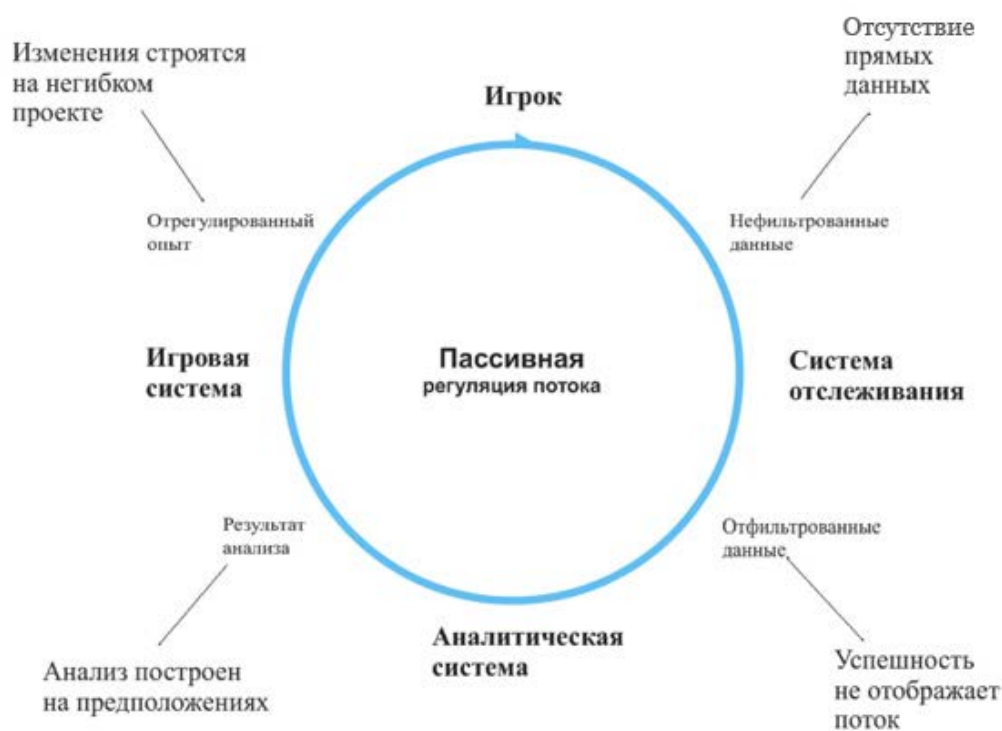 Изменения строятся
на негибком
проекте
Отсутствие
прямых
данных
Игрок
Отрегулированный
опыт
Нефильтрованные
данные
Игровая
система
Пассивная
регуляция потока
Система
отслеживания
Результат
анализа
Отфильтрованные
данные
Аналитическая
система
Анализ построен
на предположениях
Успешность
не отображает
поток